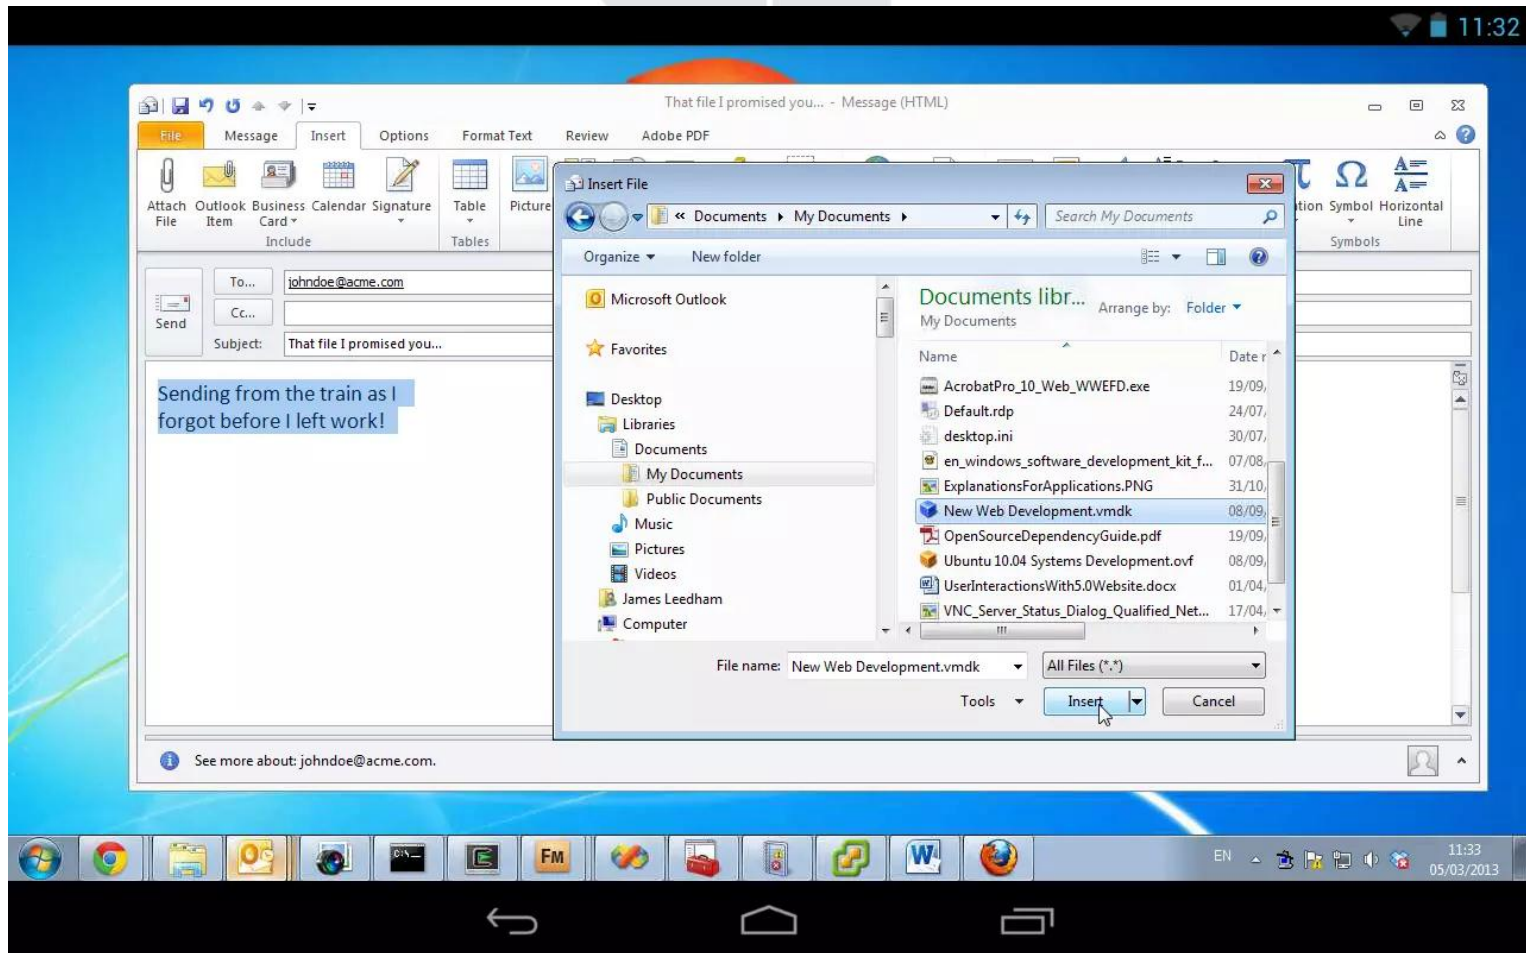 11:32
That file I promised you... - Message (HTML)
File Message Insert Options Format Text Review Adobe PDF
Attach File
Outlook Item
Business Card
Calendar
Signature
Include
Table
Tables
Picture
Symbol
Horizontal Line
Symbols
To...
johndoe@acme.com
Cc...
Send
Subject:
That file I promised you...
Sending from the train as I
forgot before I left work!
Insert File
« Documents My Documents
Search My Documents
Organize New folder
Microsoft Outlook
Favorites
Desktop
Libraries
Documents
My Documents
Public Documents
Music
Pictures
Videos
James Leedham
Computer
Documents libr...
My Documents
Arrange by: Folder
Name Date r
AcrobatPro_10_Web_WWEFD.exe 19/09,
Default.rdp 24/07,
desktop.ini 30/07,
en_windows_software_development_kit_f... 07/08,
ExplanationsForApplications.PNG 31/10,
New Web Development.vmdk 08/09,
OpenSourceDependencyGuide.pdf 19/09,
Ubuntu 10.04 Systems Development.ovf 08/09,
UserInteractionsWith5.0Website.docx 01/04,
VNC_Server_Status_Dialog_Qualified_Net... 17/04,
File name: New Web Development.vmdk
All Files (*.*)
Tools Insert Cancel
See more about: johndoe@acme.com.
C:\_
FM
W
EN
11:33
05/03/2013